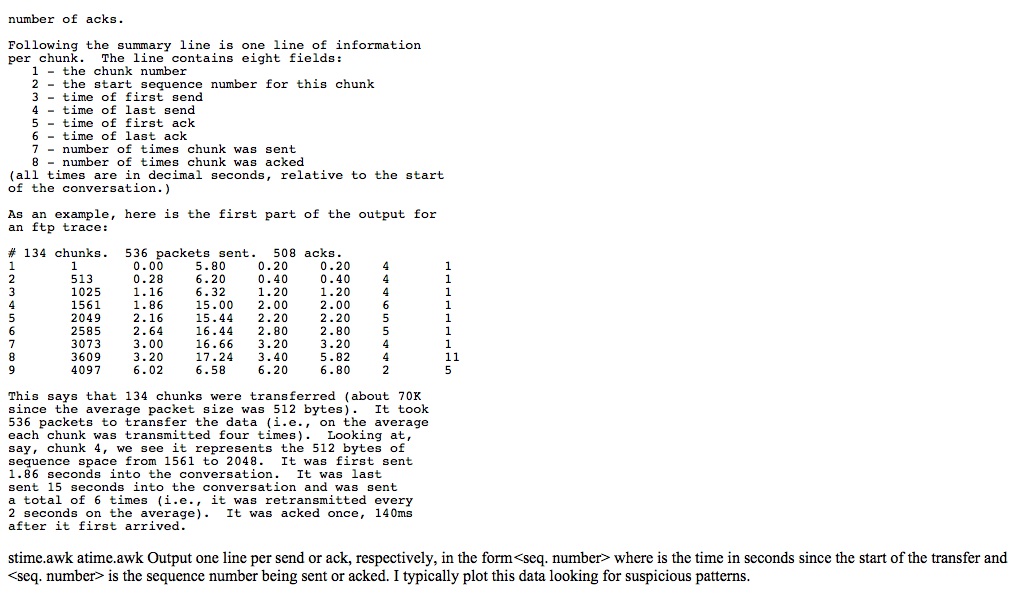 number of acks.
Following the summary line is one line of information
per chunk.  The line contains eight fields:
   1 - the chunk number
   2 - the start sequence number for this chunk
   3 - time of first send
   4 - time of last send
   5 - time of first ack
   6 - time of last ack
   7 - number of times chunk was sent
   8 - number of times chunk was acked
(all times are in decimal seconds, relative to the start
of the conversation.)
As an example, here is the first part of the output for
an ftp trace:
# 134 chunks.  536 packets sent.  508 acks.
1       1       0.00    5.80    0.20    0.20    4       1
2       513     0.28    6.20    0.40    0.40    4       1
3       1025    1.16    6.32    1.20    1.20    4       1
4       1561    1.86    15.00   2.00    2.00    6       1
5       2049    2.16    15.44   2.20    2.20    5       1
6       2585    2.64    16.44   2.80    2.80    5       1
7       3073    3.00    16.66   3.20    3.20    4       1
8       3609    3.20    17.24   3.40    5.82    4       11
9       4097    6.02    6.58    6.20    6.80    2       5
This says that 134 chunks were transferred (about 70K
since the average packet size was 512 bytes).  It took
536 packets to transfer the data (i.e., on the average
each chunk was transmitted four times).  Looking at,
say, chunk 4, we see it represents the 512 bytes of
sequence space from 1561 to 2048.  It was first sent
1.86 seconds into the conversation.  It was last
sent 15 seconds into the conversation and was sent
a total of 6 times (i.e., it was retransmitted every
2 seconds on the average).  It was acked once, 140ms
after it first arrived.
stime.awk atime.awk Output one line per send or ack, respectively, in the form<seq. number> where is the time in seconds since the start of the transfer and
<seq. number> is the sequence number being sent or acked. I typically plot this data looking for suspicious patterns.